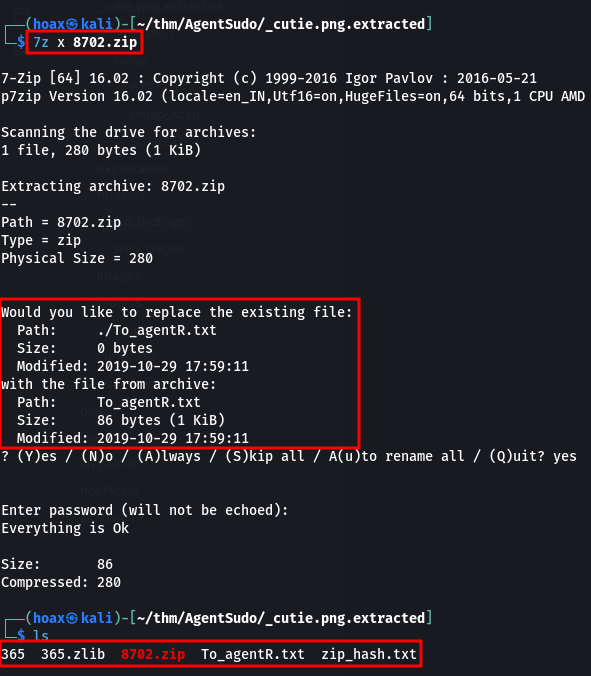 (hoax㉿kali)-[~/thm/AgentSudo/_cutie.png.extracted]
$ 7z x 8702.zip
7-Zip [64] 16.02 : Copyright (c) 1999-2016 Igor Pavlov : 2016-05-21
p7zip Version 16.02 (locale=en_IN,Utf16=on,HugeFiles=on,64 bits,1 CPU AMD
Scanning the drive for archives:
1 file, 280 bytes (1 KiB)
Extracting archive: 8702.zip
--
Path = 8702.zip
Type = zip
Physical Size = 280
Would you like to replace the existing file:
Path: ./To_agentR.txt
Size: 0 bytes
Modified: 2019-10-29 17:59:11
with the file from archive:
Path: To_agentR.txt
Size: 86 bytes (1 KiB)
Modified: 2019-10-29 17:59:11
? (Y)es / (N)o / (A)lways / (S)kip all / A(u)to rename all / (Q)uit? yes
Enter password (will not be echoed):
Everything is Ok
Size: 86
Compressed: 280
(hoax㉿kali)-[~/thm/AgentSudo/_cutie.png.extracted]
$ ls
365 365.zlib 8702.zip To_agentR.txt zip_hash.txt